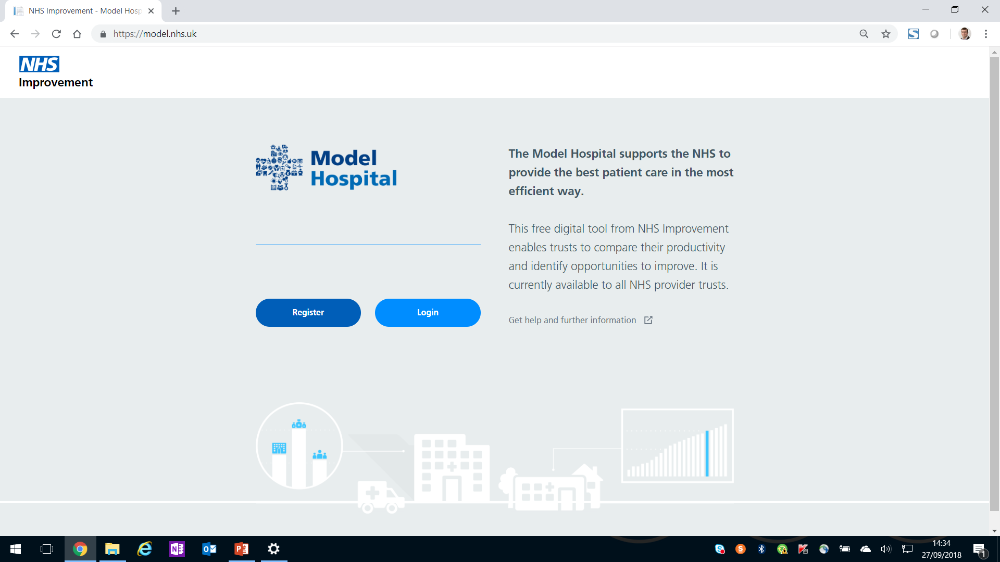 NHS Improvement - Model Hosp
https://model.nhs.uk
NHS
Improvement
Model
Hospital
The Model Hospital supports the NHS to
provide the best patient care in the most
efficient way.
This free digital tool from NHS Improvement
enables trusts to compare their productivity
and identify opportunities to improve. It is
currently available to all NHS provider trusts.
Register
Login
Get help and further information
14:34
27/09/2018
1